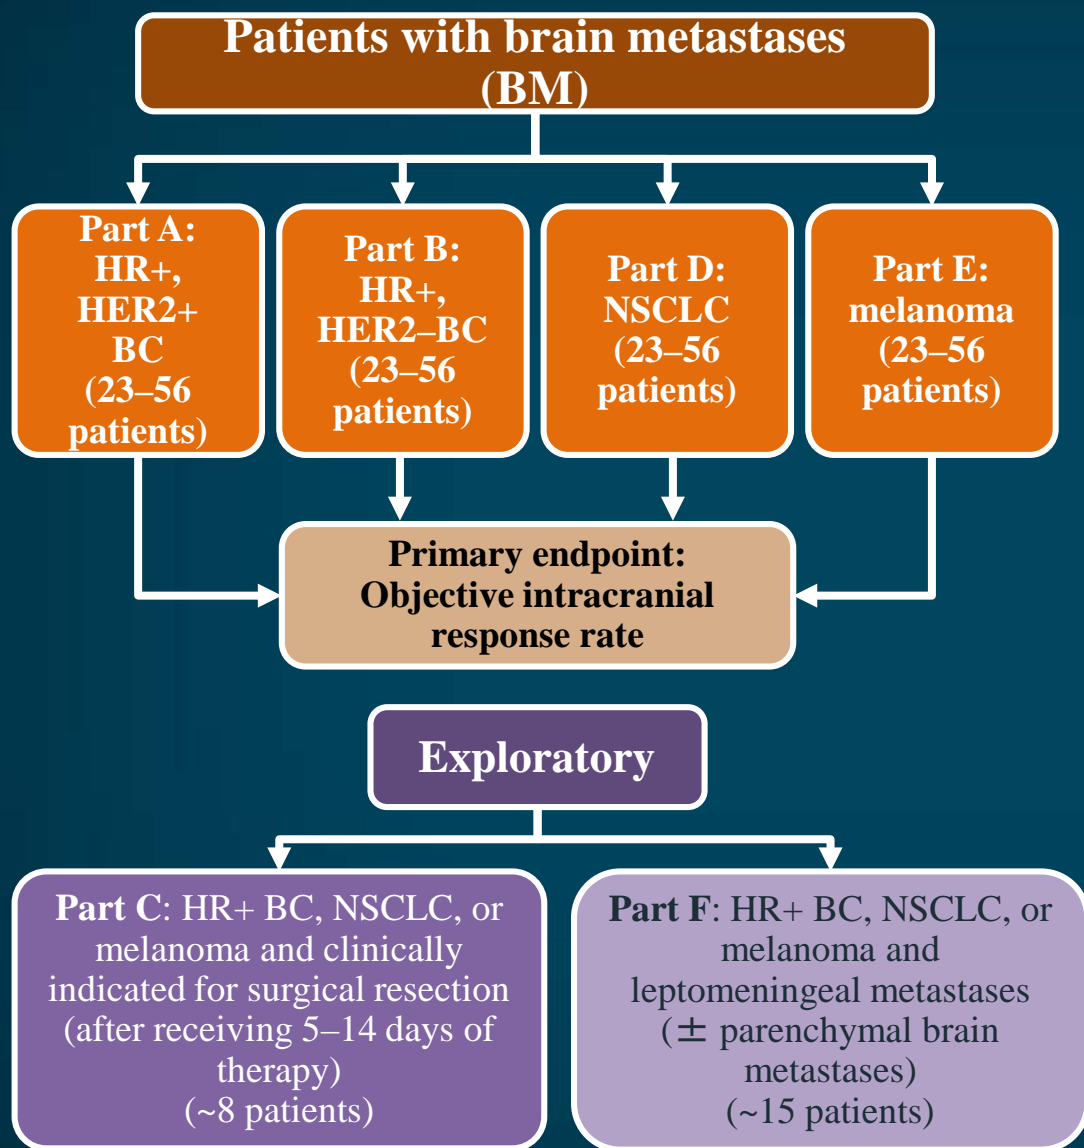 Patients with brain metastases
(BM)
Part A:
HR+,
HER2+
BC
(23–56
patients)
Part B:
HR+,
HER2–BC
(23–56
patients)
Part D:
NSCLC
(23–56
patients)
Part E:
melanoma
(23–56
patients)
Primary endpoint:
Objective intracranial
response rate
Exploratory
Part C: HR+ BC, NSCLC, or
melanoma and clinically
indicated for surgical resection
(after receiving 5–14 days of
therapy)
(~8 patients)
Part F: HR+ BC, NSCLC, or
melanoma and
leptomeningeal metastases
(± parenchymal brain
metastases)
(~15 patients)